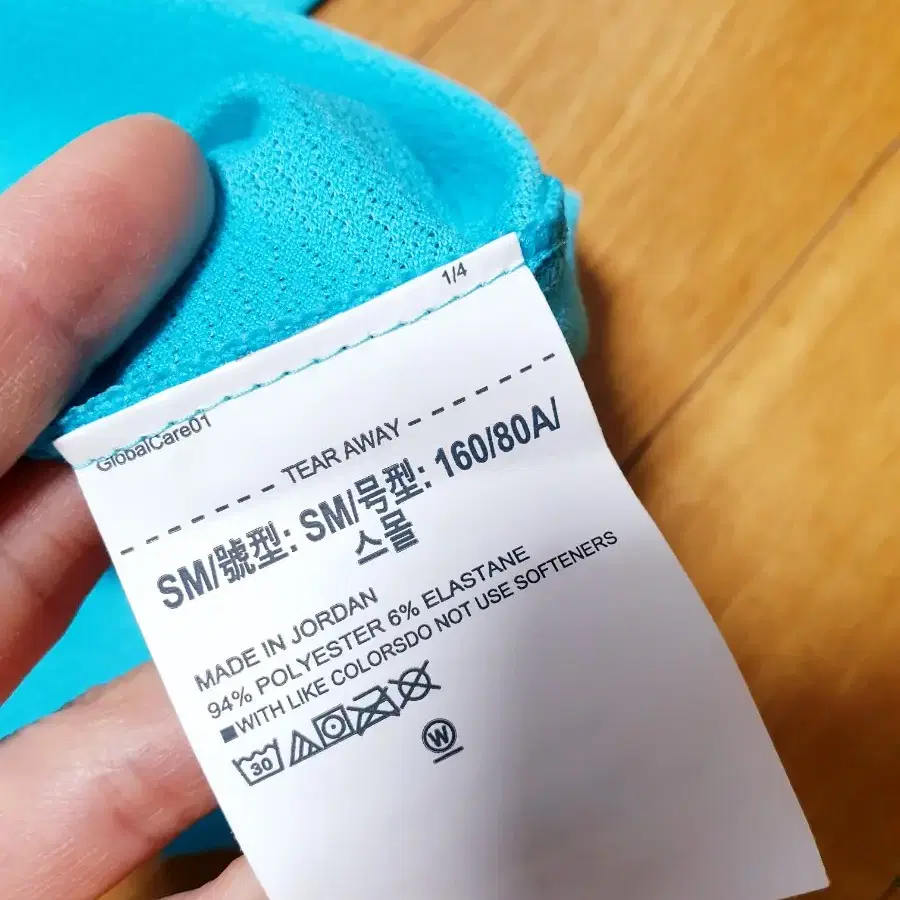 1/4
GlobalCare01
TEAR AWAY
SM/號型: SM/号型: 160/80A/
스몰
MADE IN JORDAN
94% POLYESTER 6% ELASTANE
WITH LIKE COLORSDO NOT USE SOFTENERS
30
W